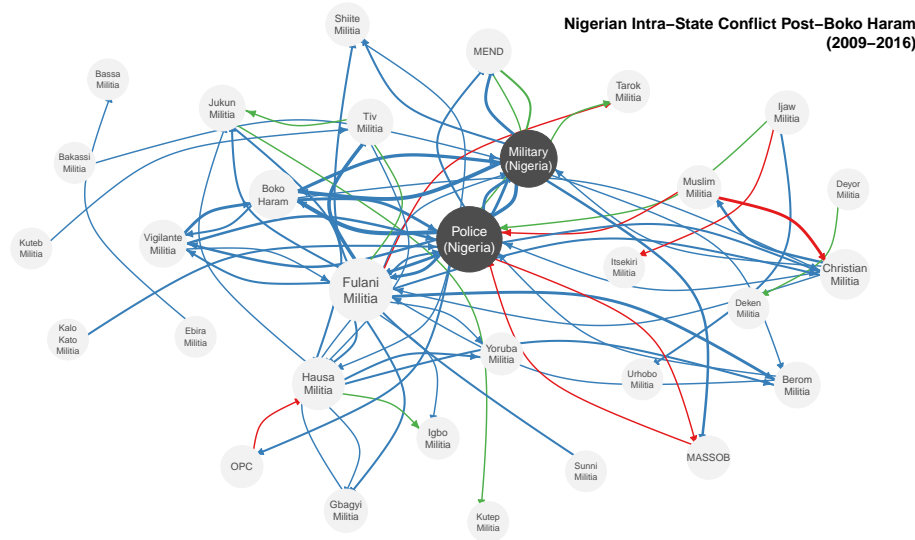 Nigerian Intra−State Conflict Post−Boko Haram
(2009−2016)
Shiite
Militia
MEND
Bassa
Militia
Tarok
Militia
Jukun
Militia
Tiv
Militia
Ijaw
Militia
Bakassi
Militia
Military
(Nigeria)
Boko
Haram
Muslim
Militia
Deyor
Militia
Kuteb
Militia
Vigilante
Militia
Police
(Nigeria)
Itsekiri
Militia
Christian
Militia
Fulani
Militia
Deken
Militia
Kalo
Kato
Militia
Ebira
Militia
Yoruba
Militia
Hausa
Militia
Urhobo
Militia
Berom
Militia
Igbo
Militia
OPC
Sunni
Militia
MASSOB
Gbagyi
Militia
Kutep
Militia